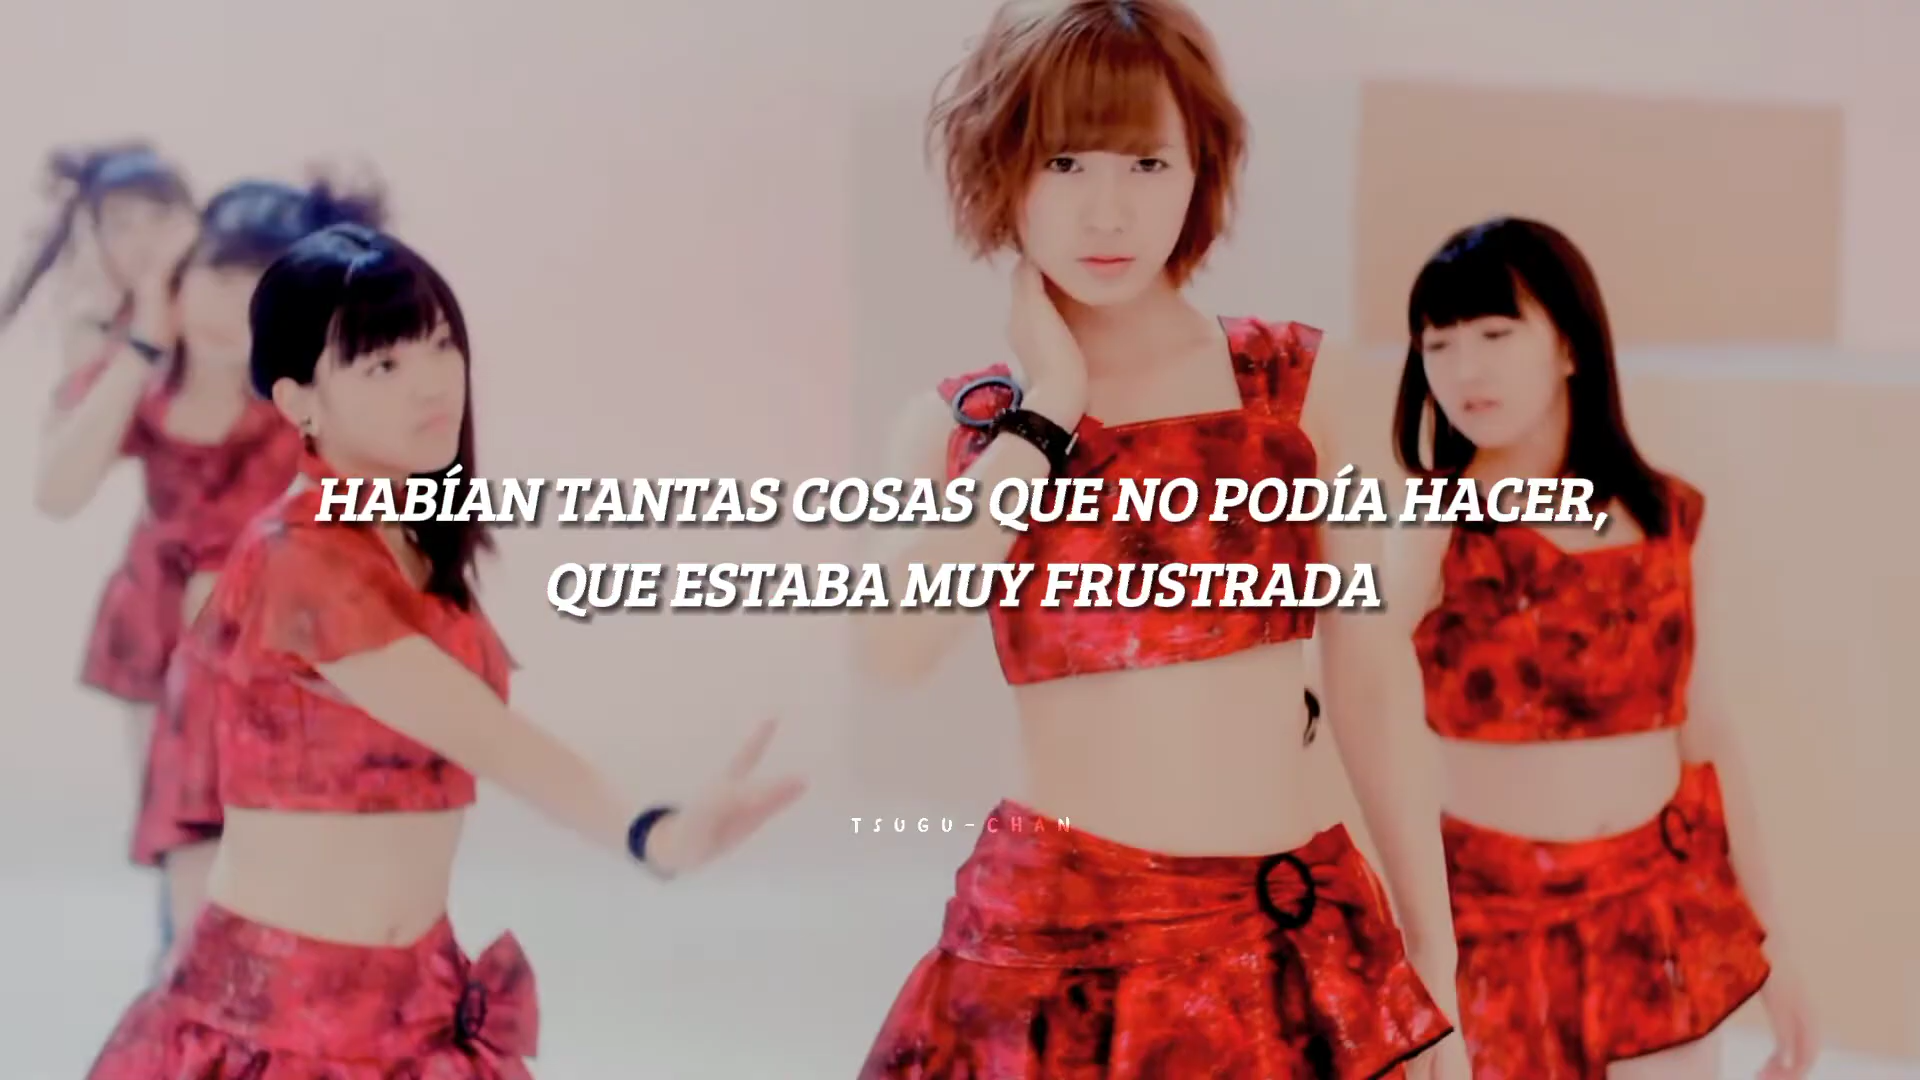 HABÍAN TANTAS COSAS QUE NO PODÍA HACER,
QUE ESTABA MUY FRUSTRADA
TSUGU-CHAN